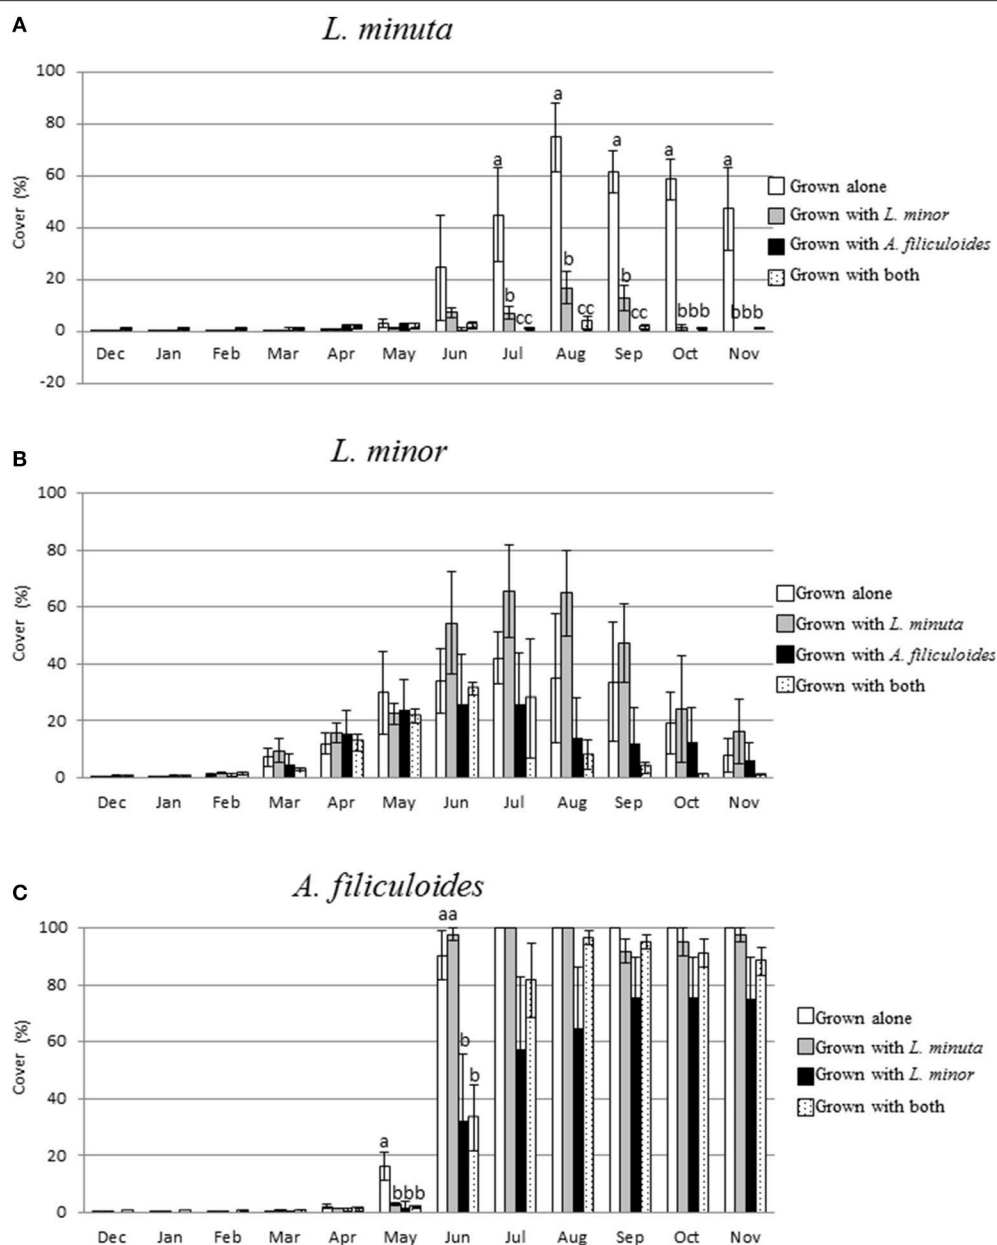 A
L. minuta
100
80
60
40
20
0
-20
Cover (%)
a
a
a
a
a
b
cc
b
cc
b
cc
bbb
bbb
Dec Jan Feb Mar Apr May Jun Jul Aug Sep Oct Nov
Grown alone
Grown with L. minor
Grown with A. filiculoides
Grown with both
B
L. minor
100
80
60
40
20
0
Cover (%)
Dec Jan Feb Mar Apr May Jun Jul Aug Sep Oct Nov
Grown alone
Grown with L. minuta
Grown with A. filiculoides
Grown with both
C
A. filiculoides
100
80
60
40
20
0
Cover (%)
a
bbb
aa
b
b
Dec Jan Feb Mar Apr May Jun Jul Aug Sep Oct Nov
Grown alone
Grown with L. minuta
Grown with L. minor
Grown with both